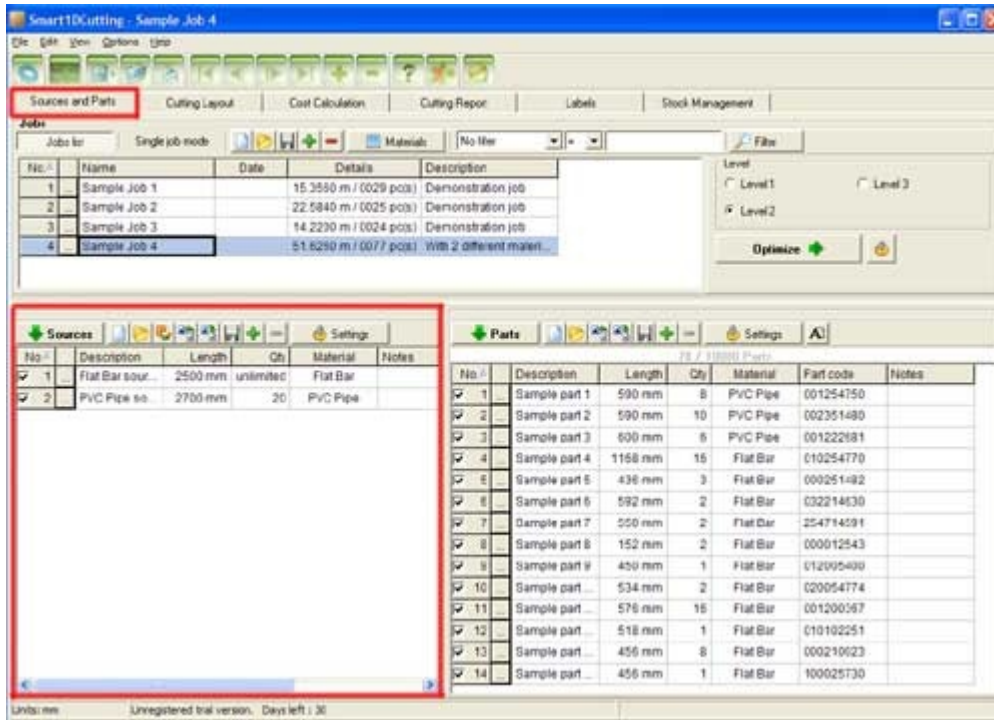 Smart1DCutting - Sample Job 4
File Edit View Options Help
Sources and Parts Cutting Layout Cost Calculation Cutting Report Labels Stock Management
Jobs
Jobs list Single job mode Materials No filter = Filter
No. Name Date Details Description
1 ... Sample Job 1 15.3560 m / 0029 pc(s) Demonstration job
2 ... Sample Job 2 22.5840 m / 0025 pc(s) Demonstration job
3 ... Sample Job 3 14.2230 m / 0024 pc(s) Demonstration job
4 ... Sample Job 4 / 0077 pc(s) With 2 different materi...
Level
Level 1 Level 3
Level 2
Optimize
Sources Settings
No Description Length Qty Material Notes
1 ... Flat Bar sour... 2500 mm unlimited Flat Bar
2 ... PVC Pipe so... 2700 mm 20 PVC Pipe
Parts Settings A
/ 10000 Parts
No. Description Length Qty Material Part code Notes
1 ... Sample part 1 590 mm 8 PVC Pipe 001254750
2 ... Sample part 2 590 mm 10 PVC Pipe 002351480
3 ... Sample part 3 600 mm 6 PVC Pipe 001222681
4 ... Sample part 4 1168 mm 15 Flat Bar 010254770
5 ... Sample part 5 436 mm 3 Flat Bar 000251482
6 ... Sample part 6 592 mm 2 Flat Bar 032214630
7 ... Sample part 7 550 mm 2 Flat Bar 254714591
8 ... Sample part 8 152 mm 2 Flat Bar 000012543
9 ... Sample part 9 450 mm 1 Flat Bar 012005400
10 ... Sample part ... 534 mm 2 Flat Bar 020054774
11 ... Sample part ... 576 mm 16 Flat Bar 001200367
12 ... Sample part ... 518 mm 1 Flat Bar 010102251
13 ... Sample part ... 456 mm 8 Flat Bar 000210023
14 ... Sample part ... 456 mm 1 Flat Bar 100025730
Units: mm Unregistered trial version. Days left : 30